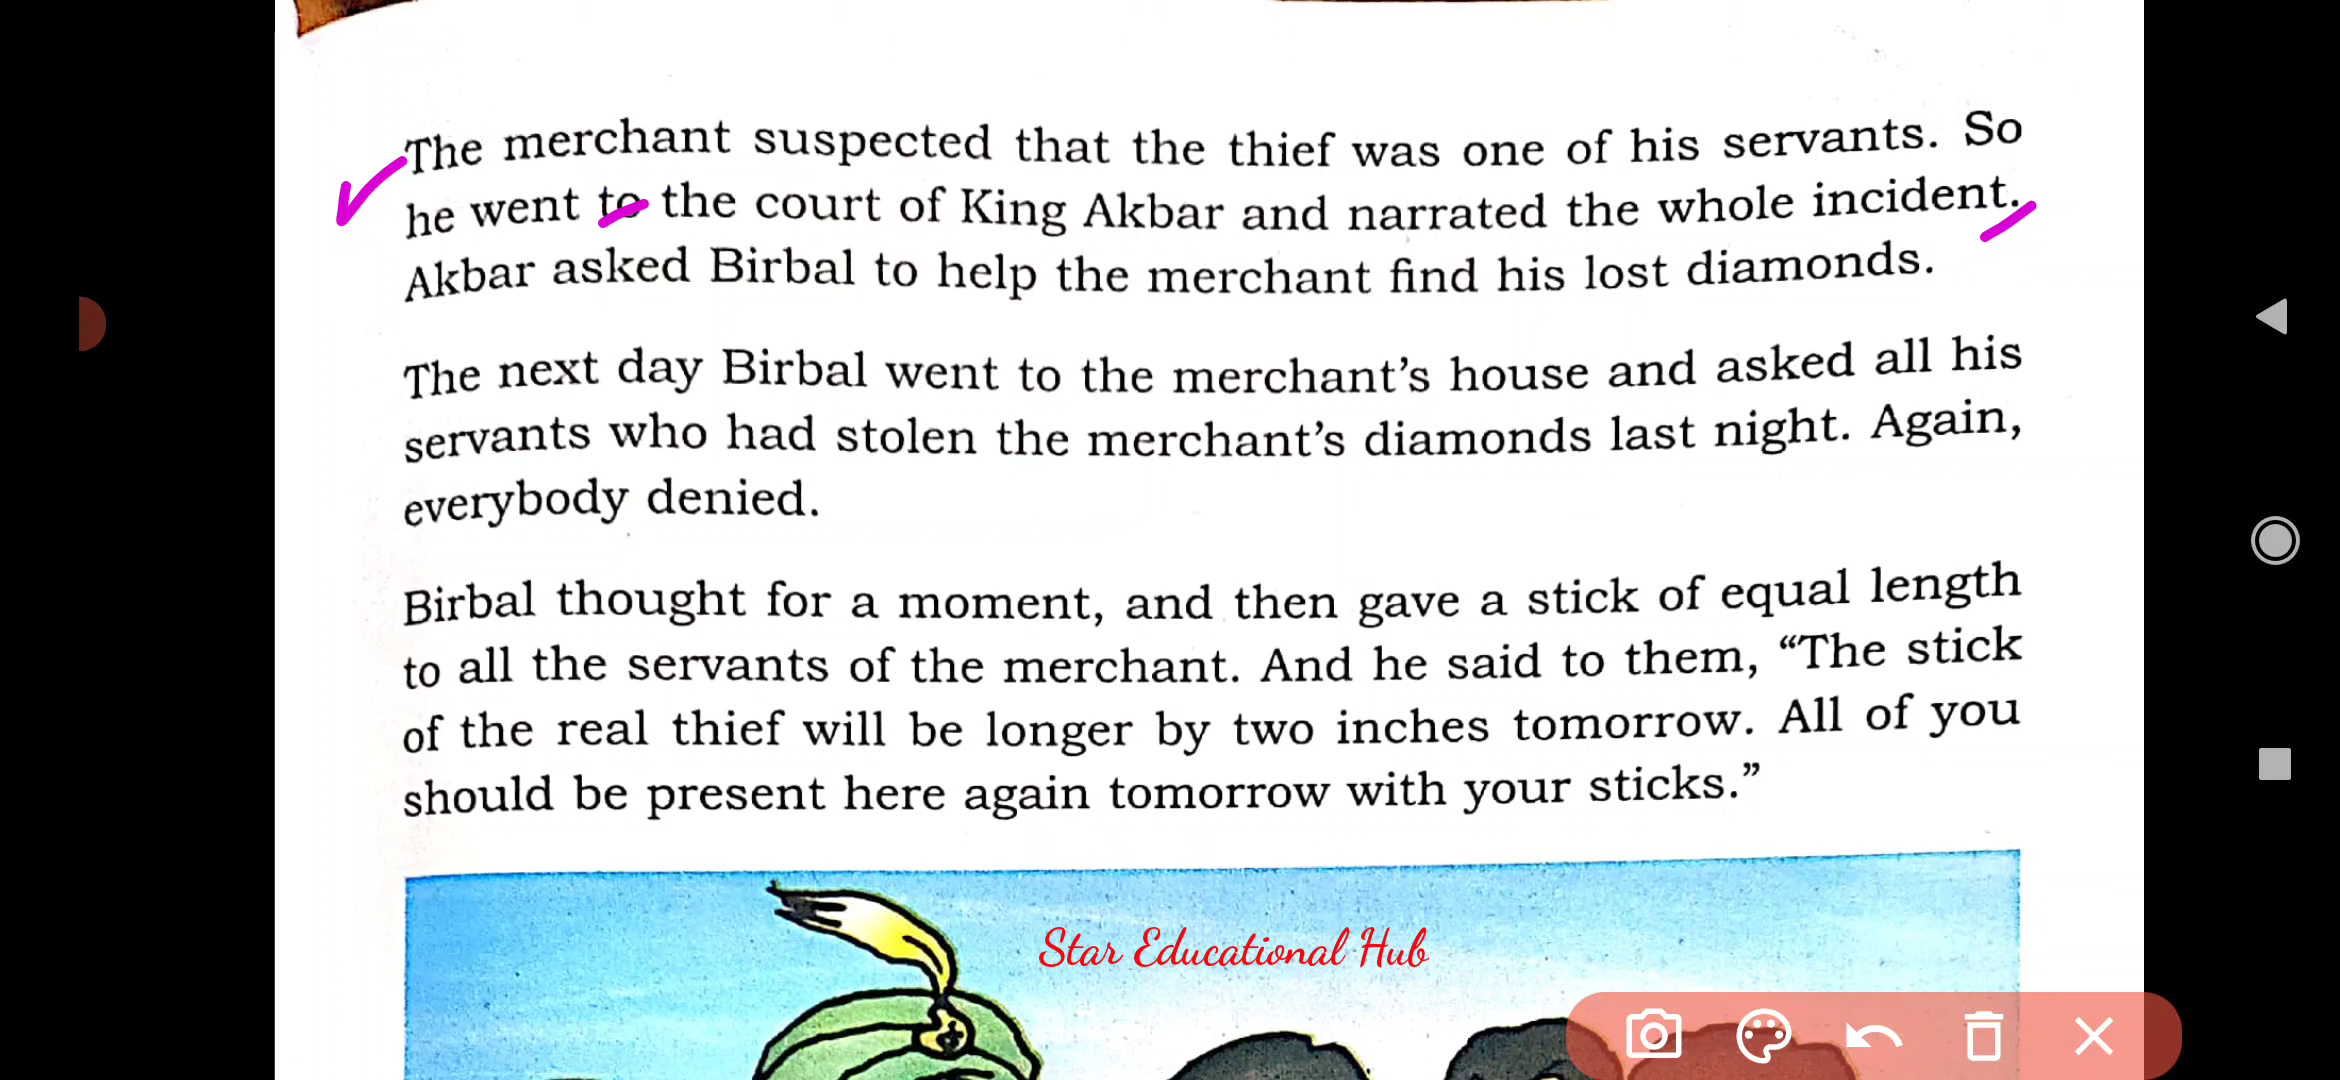 The merchant suspected that the thief was one of his servants. So
he went to the court of King Akbar and narrated the whole incident.
Akbar asked Birbal to help the merchant find his lost diamonds.
The next day Birbal went to the merchant’s house and asked all his
servants who had stolen the merchant’s diamonds last night. Again,
everybody denied.
Birbal thought for a moment, and then gave a stick of equal length
to all the servants of the merchant. And he said to them, “The stick
of the real thief will be longer by two inches tomorrow. All of you
should be present here again tomorrow with your sticks.”
Star Educational Hub